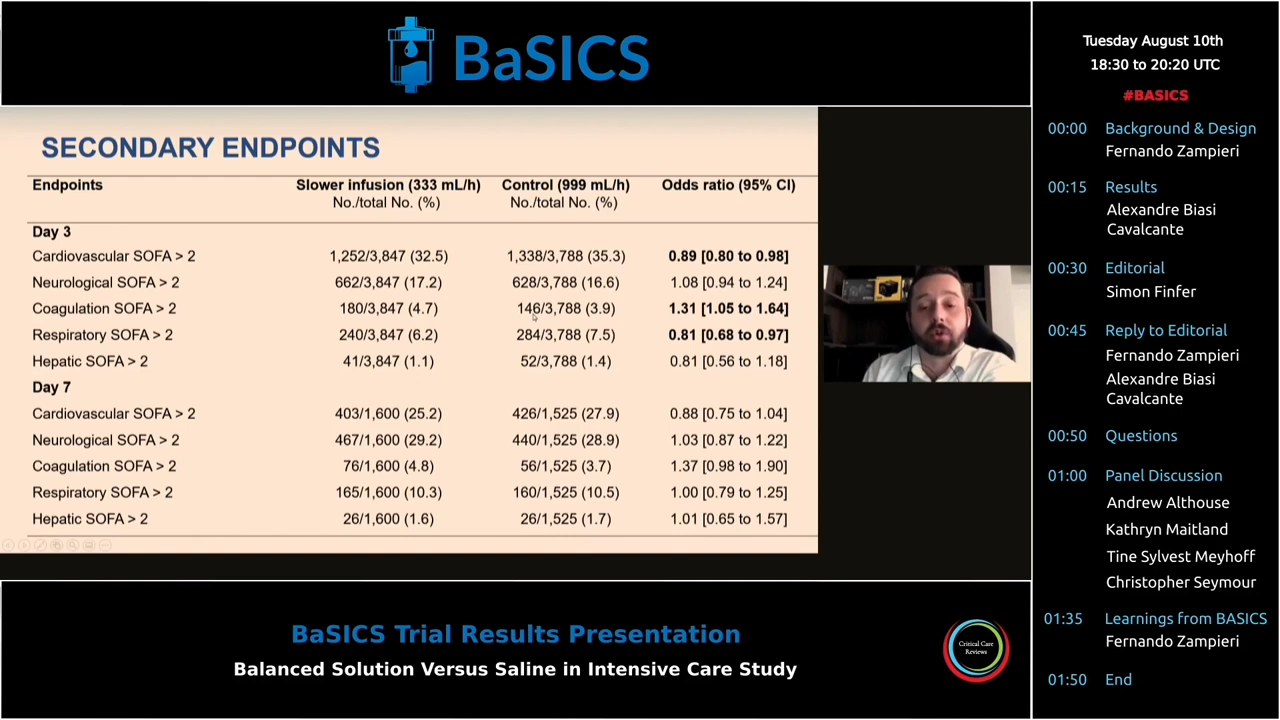 BaSICS
SECONDARY ENDPOINTS
Endpoints Slower infusion (333 mL/h) Control (999 mL/h) Odds ratio (95% CI)
No./total No. (%) No./total No. (%)
Day 3
Cardiovascular SOFA > 2 1,252/3,847 (32.5) 1,338/3,788 (35.3) 0.89 [0.80 to 0.98]
Neurological SOFA > 2 662/3,847 (17.2) 628/3,788 (16.6) 1.08 [0.94 to 1.24]
Coagulation SOFA > 2 180/3,847 (4.7) 146/3,788 (3.9) 1.31 [1.05 to 1.64]
Respiratory SOFA > 2 240/3,847 (6.2) 284/3,788 (7.5) 0.81 [0.68 to 0.97]
Hepatic SOFA > 2 41/3,847 (1.1) 52/3,788 (1.4) 0.81 [0.56 to 1.18]
Day 7
Cardiovascular SOFA > 2 403/1,600 (25.2) 426/1,525 (27.9) 0.88 [0.75 to 1.04]
Neurological SOFA > 2 467/1,600 (29.2) 440/1,525 (28.9) 1.03 [0.87 to 1.22]
Coagulation SOFA > 2 76/1,600 (4.8) 56/1,525 (3.7) 1.37 [0.98 to 1.90]
Respiratory SOFA > 2 165/1,600 (10.3) 160/1,525 (10.5) 1.00 [0.79 to 1.25]
Hepatic SOFA > 2 26/1,600 (1.6) 26/1,525 (1.7) 1.01 [0.65 to 1.57]
BaSICS Trial Results Presentation
Balanced Solution Versus Saline in Intensive Care Study
Critical Care
Reviews
Tuesday August 10th
18:30 to 20:20 UTC
#BASICS
00:00 Background & Design
Fernando Zampieri
00:15 Results
Alexandre Biasi
Cavalcante
00:30 Editorial
Simon Finfer
00:45 Reply to Editorial
Fernando Zampieri
Alexandre Biasi
Cavalcante
00:50 Questions
01:00 Panel Discussion
Andrew Althouse
Kathryn Maitland
Tine Sylvest Meyhoff
Christopher Seymour
01:35 Learnings from BASICS
Fernando Zampieri
01:50 End